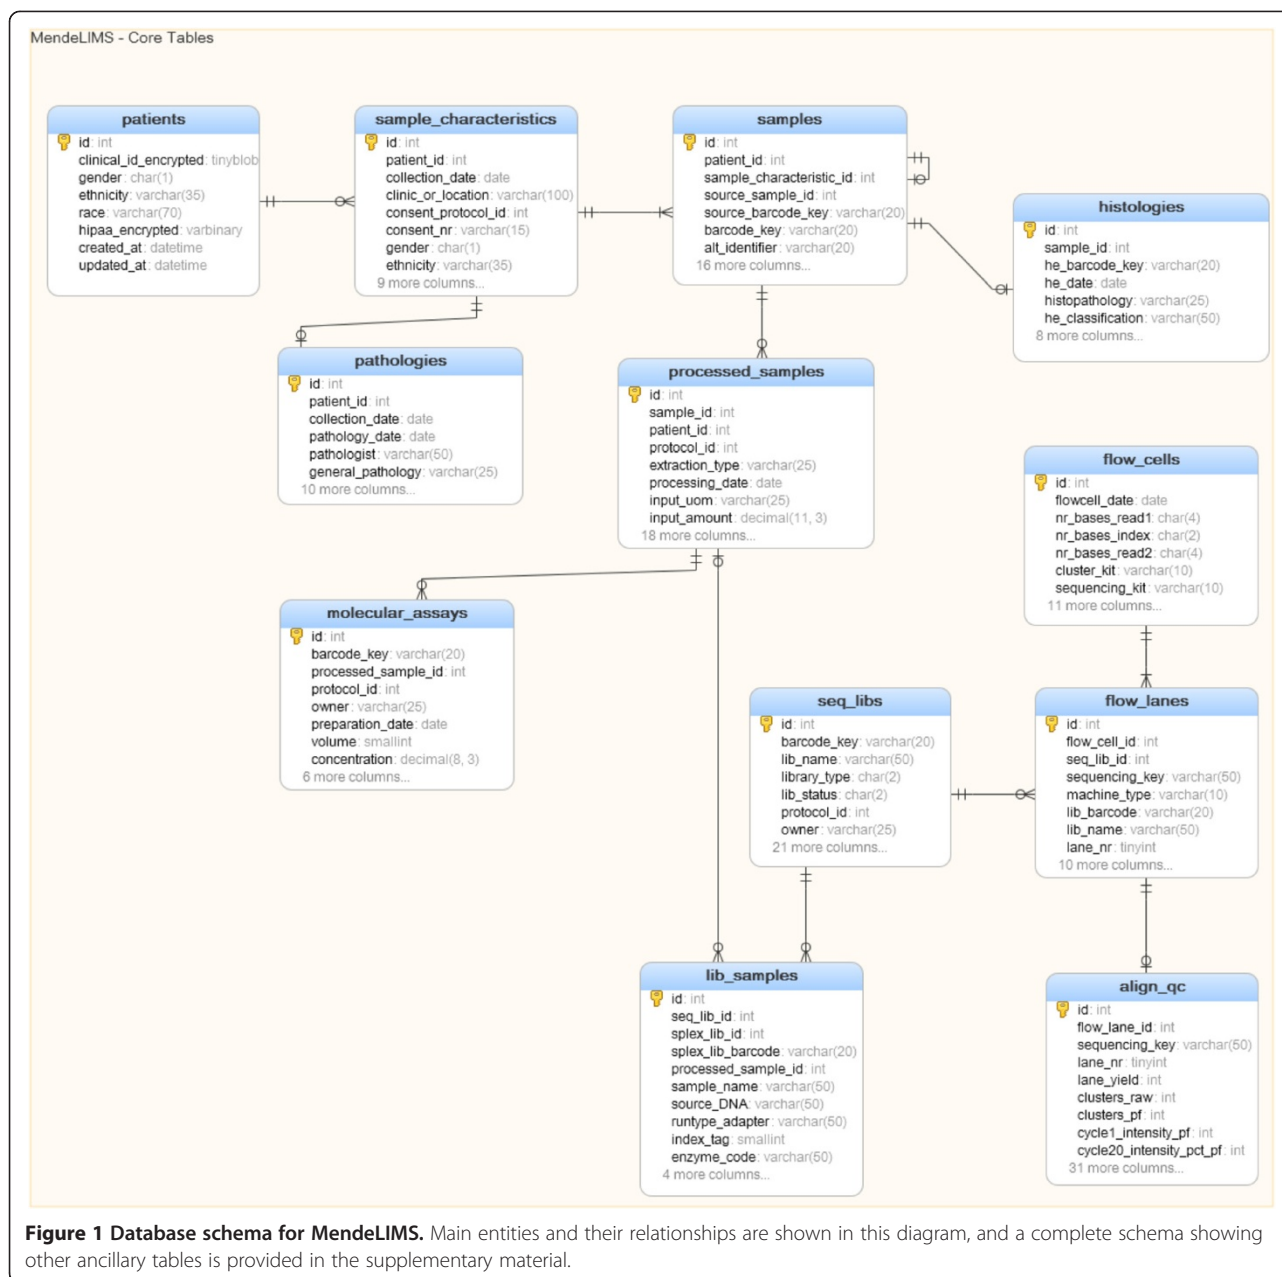 MendeLIMS - Core Tables
patients
id: int
clinical_id_encrypted: tinyblob
gender: char(1)
ethnicity: varchar(35)
race: varchar(70)
hipaa_encrypted: varbinary
created_at: datetime
updated_at: datetime
sample_characteristics
id: int
patient_id: int
collection_date: date
clinic_or_location: varchar(100)
consent_protocol_id: int
consent_nr: varchar(15)
gender: char(1)
ethnicity: varchar(35)
9 more columns...
samples
id: int
patient_id: int
sample_characteristic_id: int
source_sample_id: int
source_barcode_key: varchar(20)
barcode_key: varchar(20)
alt_identifier: varchar(20)
16 more columns...
histologies
id: int
sample_id: int
he_barcode_key: varchar(20)
he_date: date
histopathology: varchar(25)
he_classification: varchar(50)
8 more columns...
pathologies
id: int
patient_id: int
collection_date: date
pathology_date: date
pathologist: varchar(50)
general_pathology: varchar(25)
10 more columns...
processed_samples
id: int
sample_id: int
patient_id: int
protocol_id: int
extraction_type: varchar(25)
processing_date: date
input_uom: varchar(25)
input_amount: decimal(11, 3)
18 more columns...
flow_cells
id: int
flowcell_date: date
nr_bases_read1: char(4)
nr_bases_index: char(2)
nr_bases_read2: char(4)
cluster_kit: varchar(10)
sequencing_kit: varchar(10)
11 more columns...
molecular_assays
id: int
barcode_key: varchar(20)
processed_sample_id: int
protocol_id: int
owner: varchar(25)
preparation_date: date
volume: smallint
concentration: decimal(8, 3)
6 more columns...
seq_libs
id: int
barcode_key: varchar(20)
lib_name: varchar(50)
library_type: char(2)
lib_status: char(2)
protocol_id: int
owner: varchar(25)
21 more columns...
flow_lanes
id: int
flow_cell_id: int
seq_lib_id: int
sequencing_key: varchar(50)
machine_type: varchar(10)
lib_barcode: varchar(20)
lib_name: varchar(50)
lane_nr: tinyint
10 more columns...
lib_samples
id: int
seq_lib_id: int
splex_lib_id: int
splex_lib_barcode: varchar(20)
processed_sample_id: int
sample_name: varchar(50)
source_DNA: varchar(50)
runtype_adapter: varchar(50)
index_tag: smallint
enzyme_code: varchar(50)
4 more columns...
align_qc
id: int
flow_lane_id: int
sequencing_key: varchar(50)
lane_nr: tinyint
lane_yield: int
clusters_raw: int
clusters_pf: int
cycle1_intensity_pf: int
cycle20_intensity_pct_pf: int
31 more columns...
Figure 1 Database schema for MendeLIMS. Main entities and their relationships are shown in this diagram, and a complete schema showing
other ancillary tables is provided in the supplementary material.